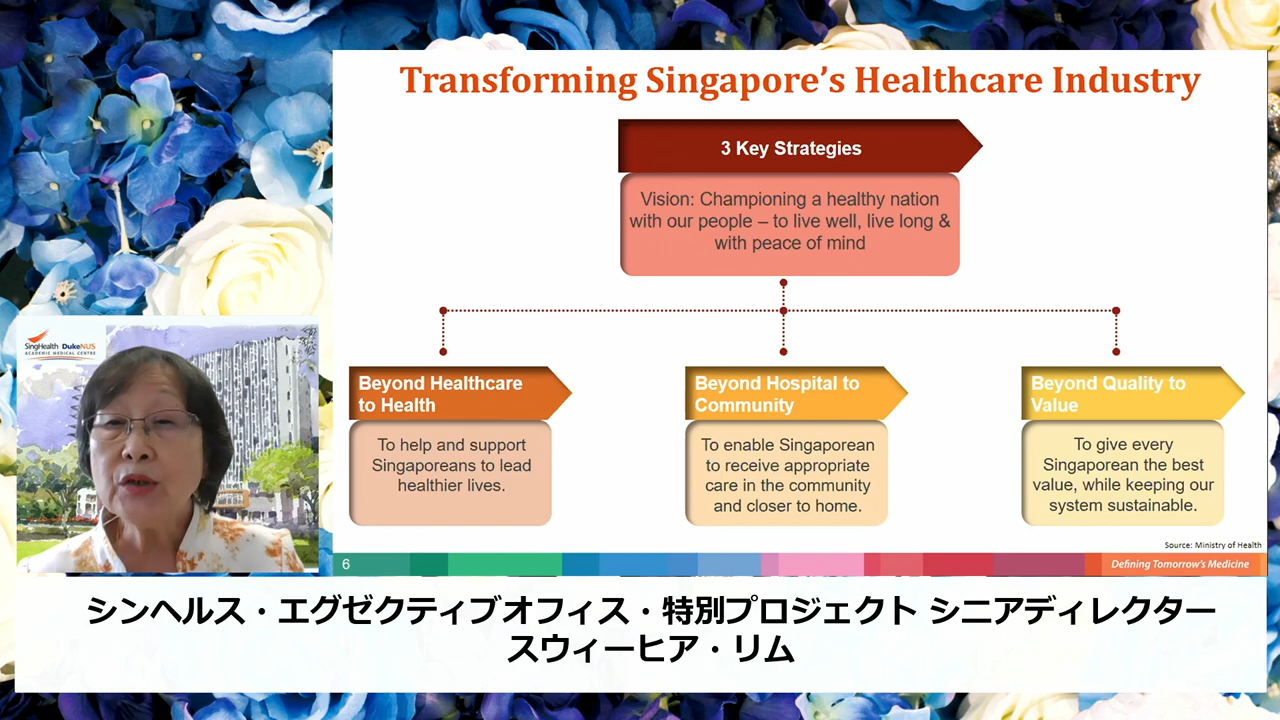 Transforming Singapore's Healthcare Industry
3 Key Strategies
Vision: Championing a healthy nation
with our people – to live well, live long &
with peace of mind
Beyond Healthcare
to Health
To help and support
Singaporeans to lead
healthier lives.
Beyond Hospital to
Community
To enable Singaporean
to receive appropriate
care in the community
and closer to home.
Beyond Quality to
Value
To give every
Singaporean the best
value, while keeping our
system sustainable.
Source: Ministry of Health
6
Defining Tomorrow's Medicine
SingHealth DukeNUS
ACADEMIC MEDICAL CENTRE
シンヘルス・エグゼクティブオフィス・特別プロジェクト シニアディレクター
スウィーヒア・リム